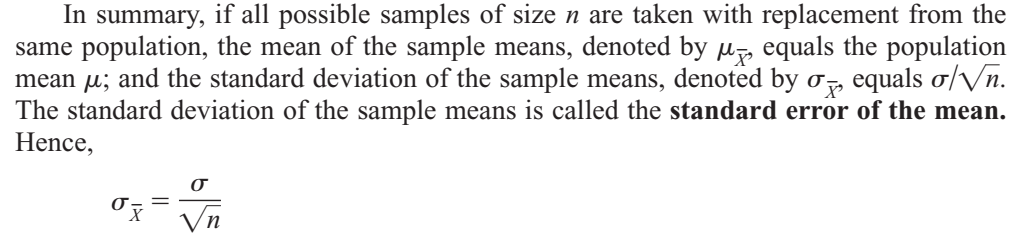 In summary, if all possible samples of size n are taken with replacement from the
same population, the mean of the sample means, denoted by μ_X̄, equals the population
mean μ; and the standard deviation of the sample means, denoted by σ_X̄, equals σ/√n.
The standard deviation of the sample means is called the standard error of the mean.
Hence,
σ_X̄ = σ/√n